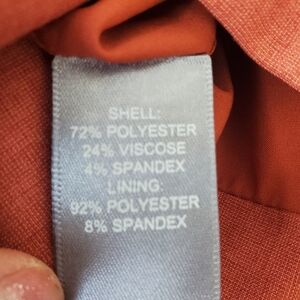 SHELL:
72% POLYESTER
24% VISCOSE
4% SPANDEX
LINING:
92% POLYESTER
8% SPANDEX